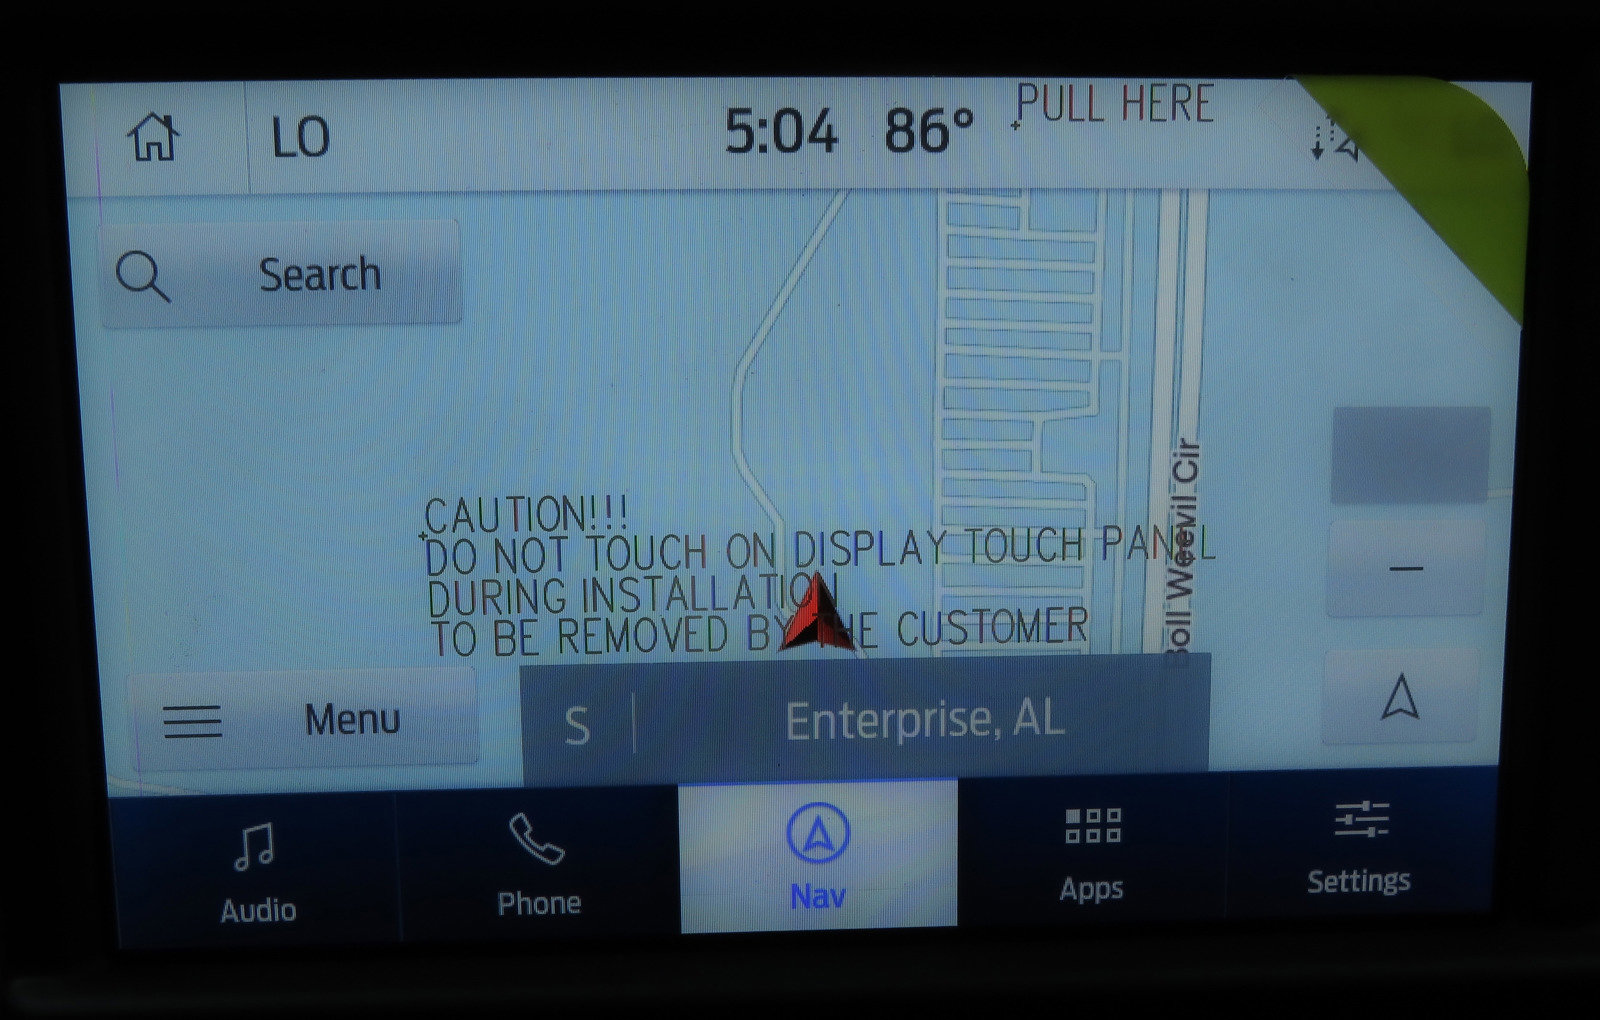 LO
5:04 86°
PULL HERE
Search
CAUTION!!!
DO NOT TOUCH ON DISPLAY TOUCH PANEL
DURING INSTALLATION
TO BE REMOVED BY THE CUSTOMER
Boll Weevil Cir
Menu
S
Enterprise, AL
Audio
Phone
Nav
Apps
Settings